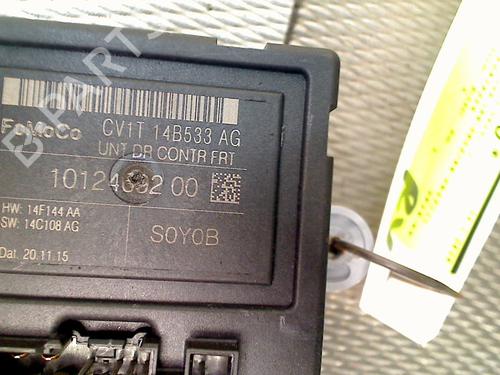 FoMoCo CV1T 14B533 AG
UNT DR CONTR FRT
10124692 00
HW: 14F144 AA
SW: 14C108 AG
S0Y0B
Dat. 20.11.15
B PARTS